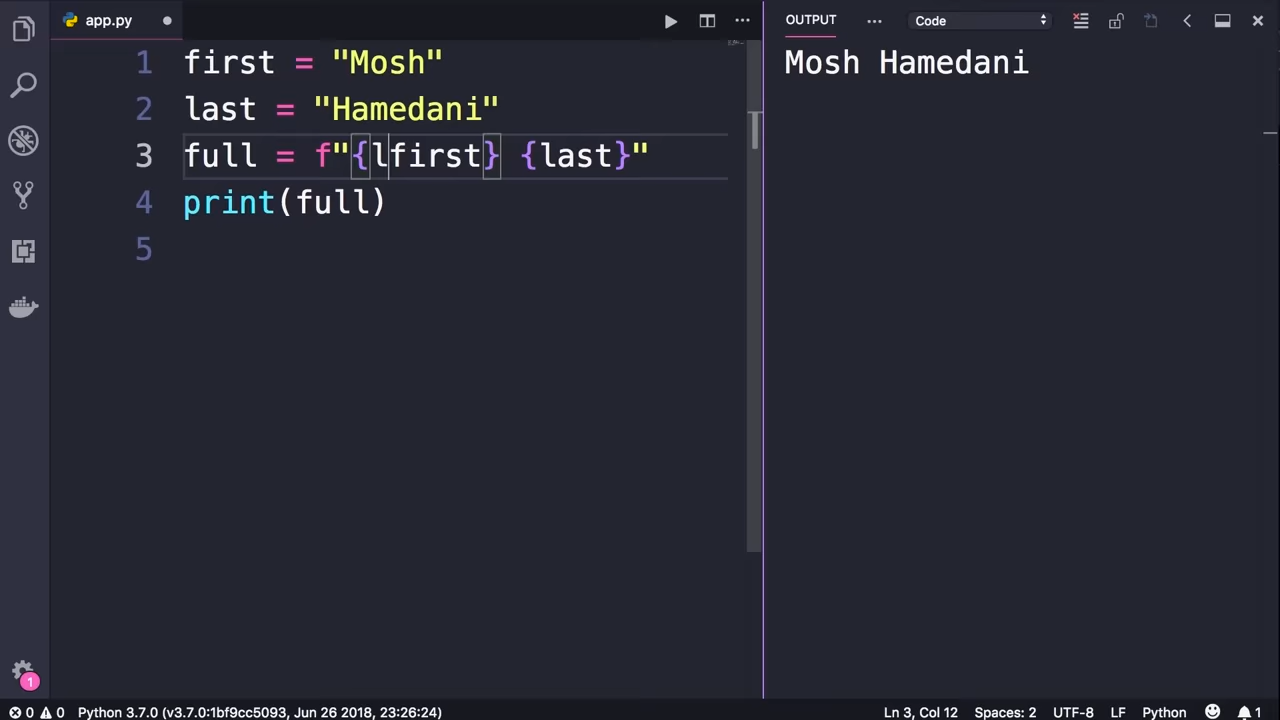 app.py
OUTPUT
Code
1 first = "Mosh"
2 last = "Hamedani"
3 full = f"{lfirst} {last}"
4 print(full)
5
Mosh Hamedani
1
0 0 Python 3.7.0 (v3.7.0:1bf9cc5093, Jun 26 2018, 23:26:24) Ln 3, Col 12 Spaces: 2 UTF-8 LF Python 1